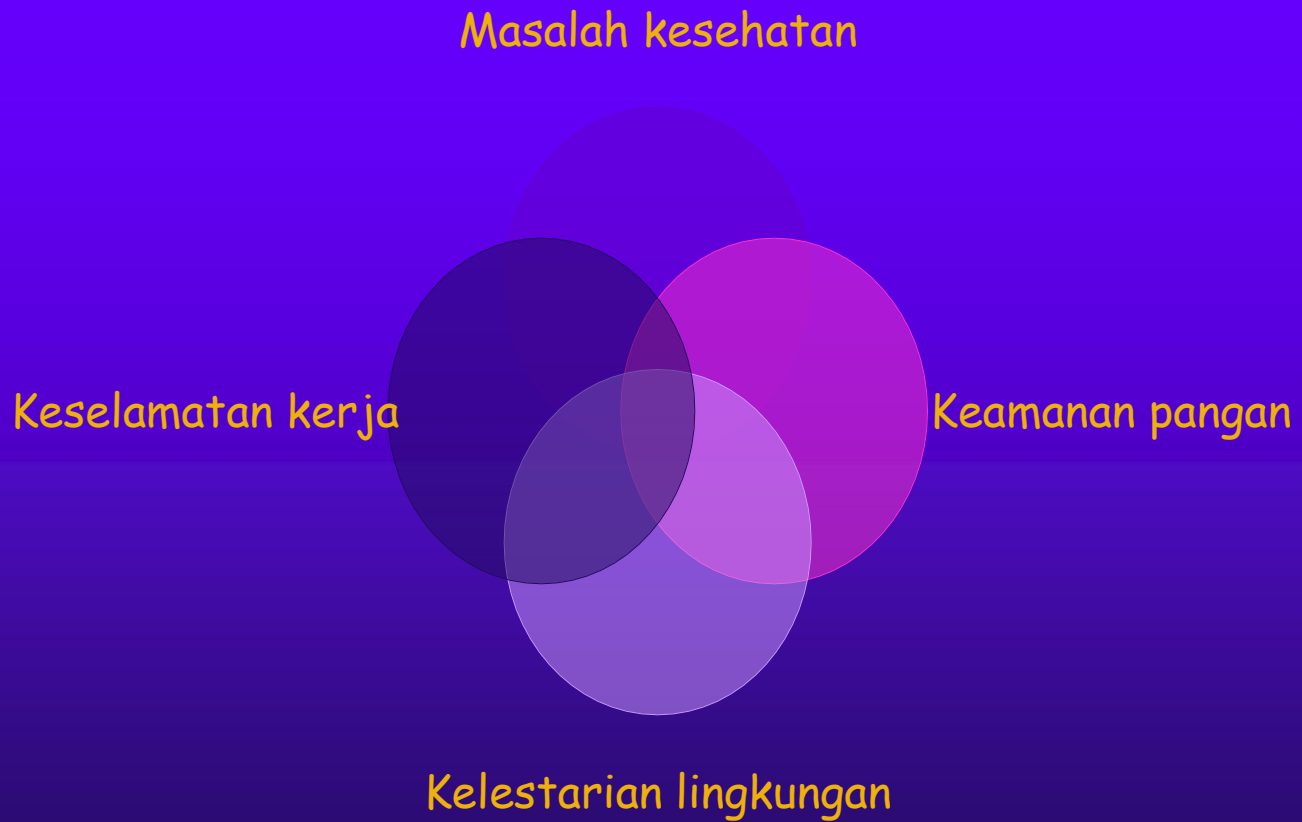 Masalah kesehatan
Keselamatan kerja
Keamanan pangan
Kelestarian lingkungan